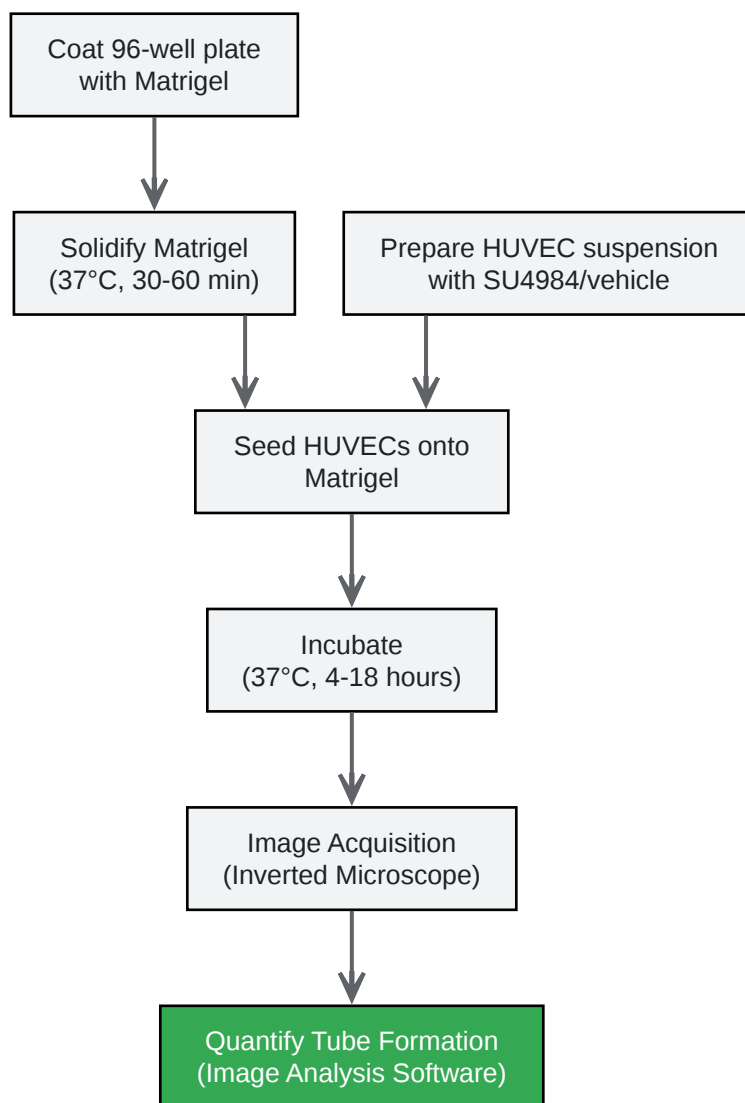 Coat 96-well plate
with Matrigel
Solidify Matrigel
(37°C, 30-60 min)
Prepare HUVEC suspension
with SU4984/vehicle
Seed HUVECs onto
Matrigel
Incubate
(37°C, 4-18 hours)
Image Acquisition
(Inverted Microscope)
Quantify Tube Formation
(Image Analysis Software)